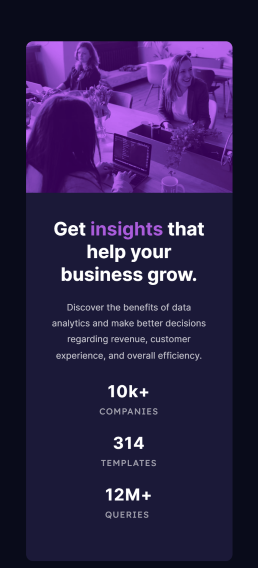 Get insights that
help your
business grow.
Discover the benefits of data
analytics and make better decisions
regarding revenue, customer
experience, and overall efficiency.
10k+
COMPANIES
314
TEMPLATES
12M+
QUERIES